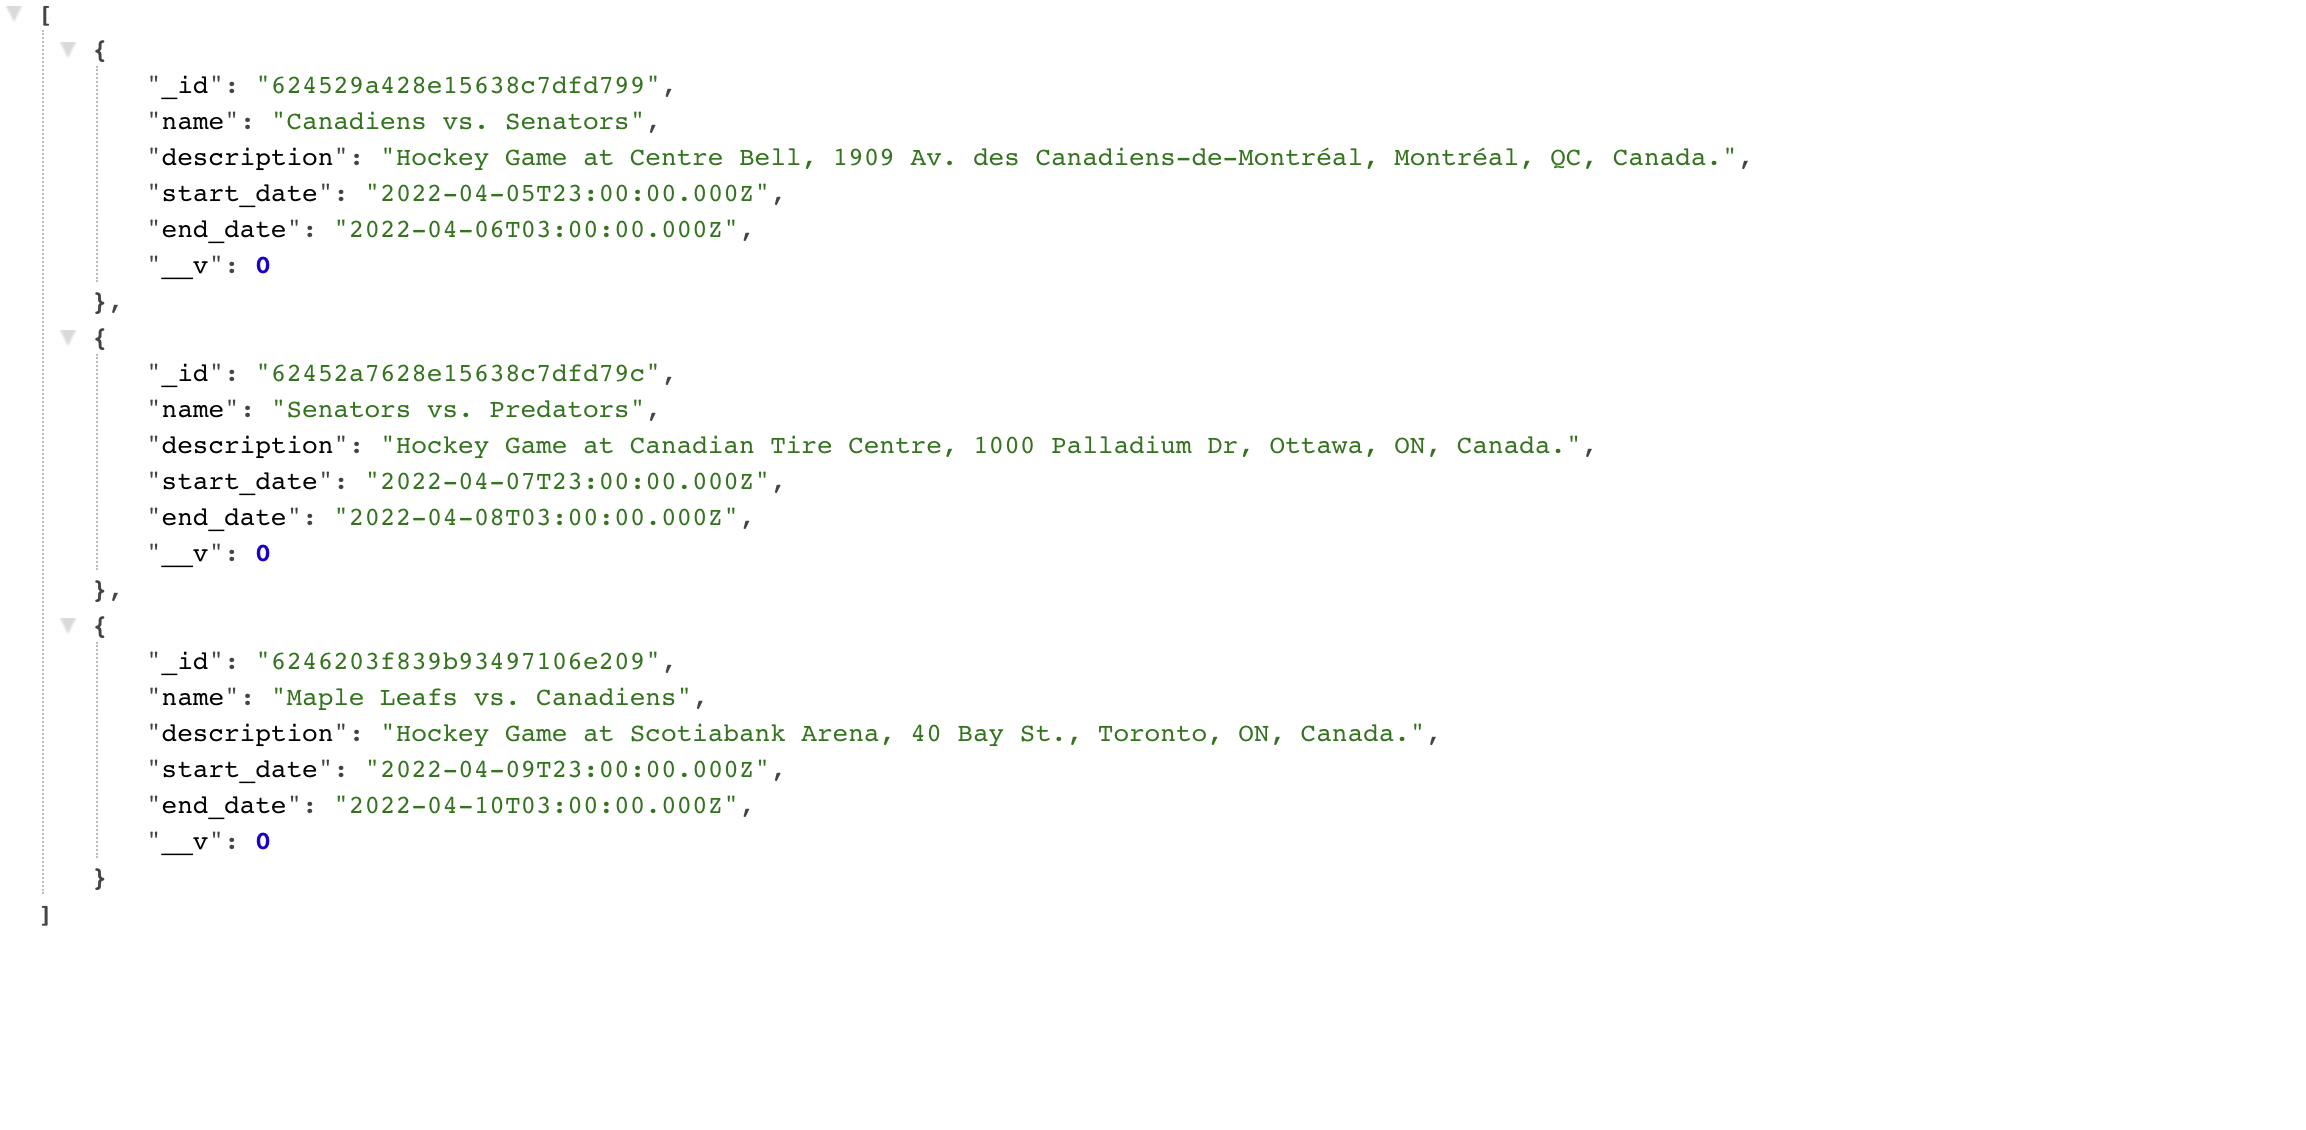 [
{
"_id": "624529a428e15638c7dfd799",
"name": "Canadiens vs. Senators",
"description": "Hockey Game at Centre Bell, 1909 Av. des Canadiens-de-Montréal, Montréal, QC, Canada.",
"start_date": "2022-04-05T23:00:00.000Z",
"end_date": "2022-04-06T03:00:00.000Z",
"__v": 0
},
{
"_id": "62452a7628e15638c7dfd79c",
"name": "Senators vs. Predators",
"description": "Hockey Game at Canadian Tire Centre, 1000 Palladium Dr, Ottawa, ON, Canada.",
"start_date": "2022-04-07T23:00:00.000Z",
"end_date": "2022-04-08T03:00:00.000Z",
"__v": 0
},
{
"_id": "6246203f839b93497106e209",
"name": "Maple Leafs vs. Canadiens",
"description": "Hockey Game at Scotiabank Arena, 40 Bay St., Toronto, ON, Canada.",
"start_date": "2022-04-09T23:00:00.000Z",
"end_date": "2022-04-10T03:00:00.000Z",
"__v": 0
}
]